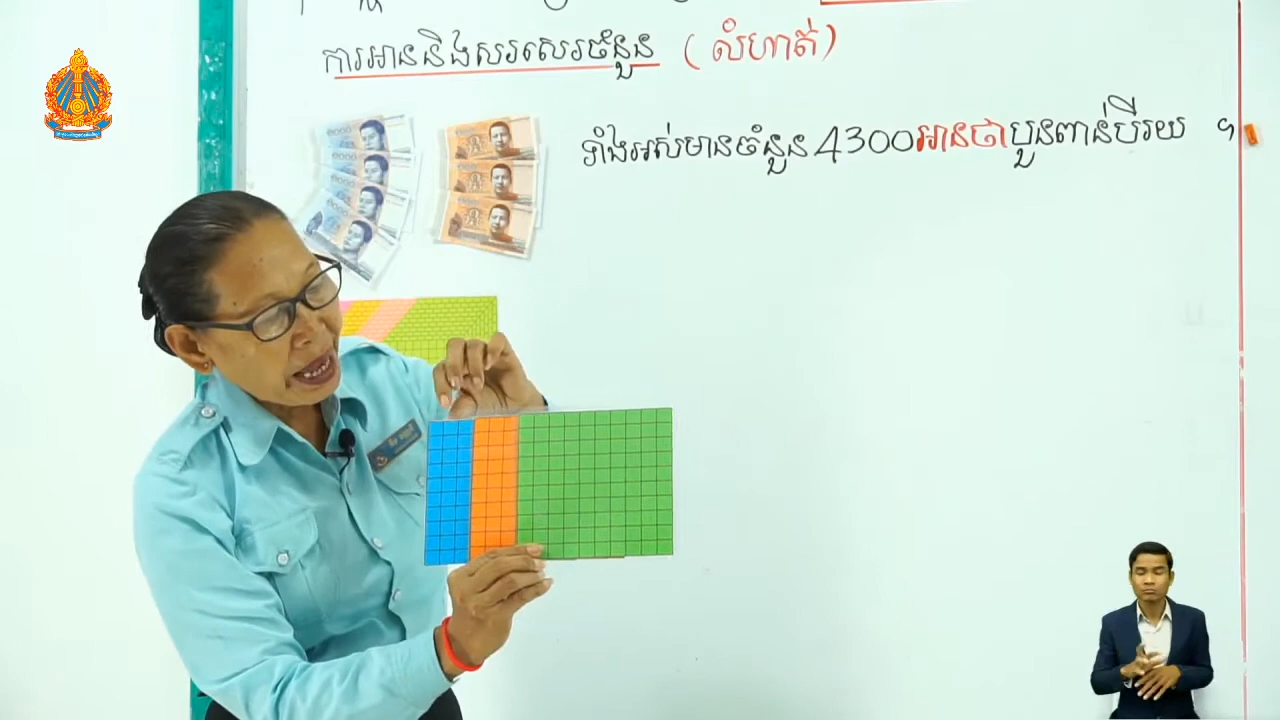 ការអាននិងសរសេរចំនួន (លំហាត់)
ទាំងអស់មានចំនួន 4300 អានថាបួនពាន់បីរយ ។